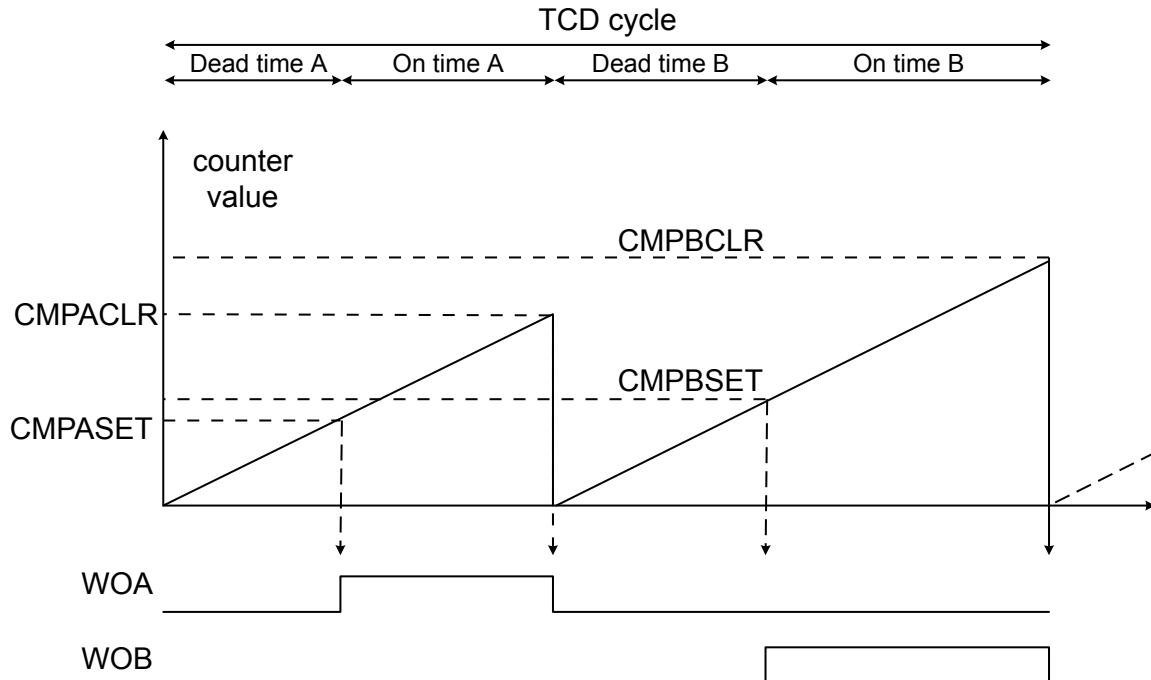 TCD cycle
Dead time A
On time A
Dead time B
On time B
counter
value
CMPBCLR
CMPACLR
CMPBSET
CMPASET
WOA
WOB